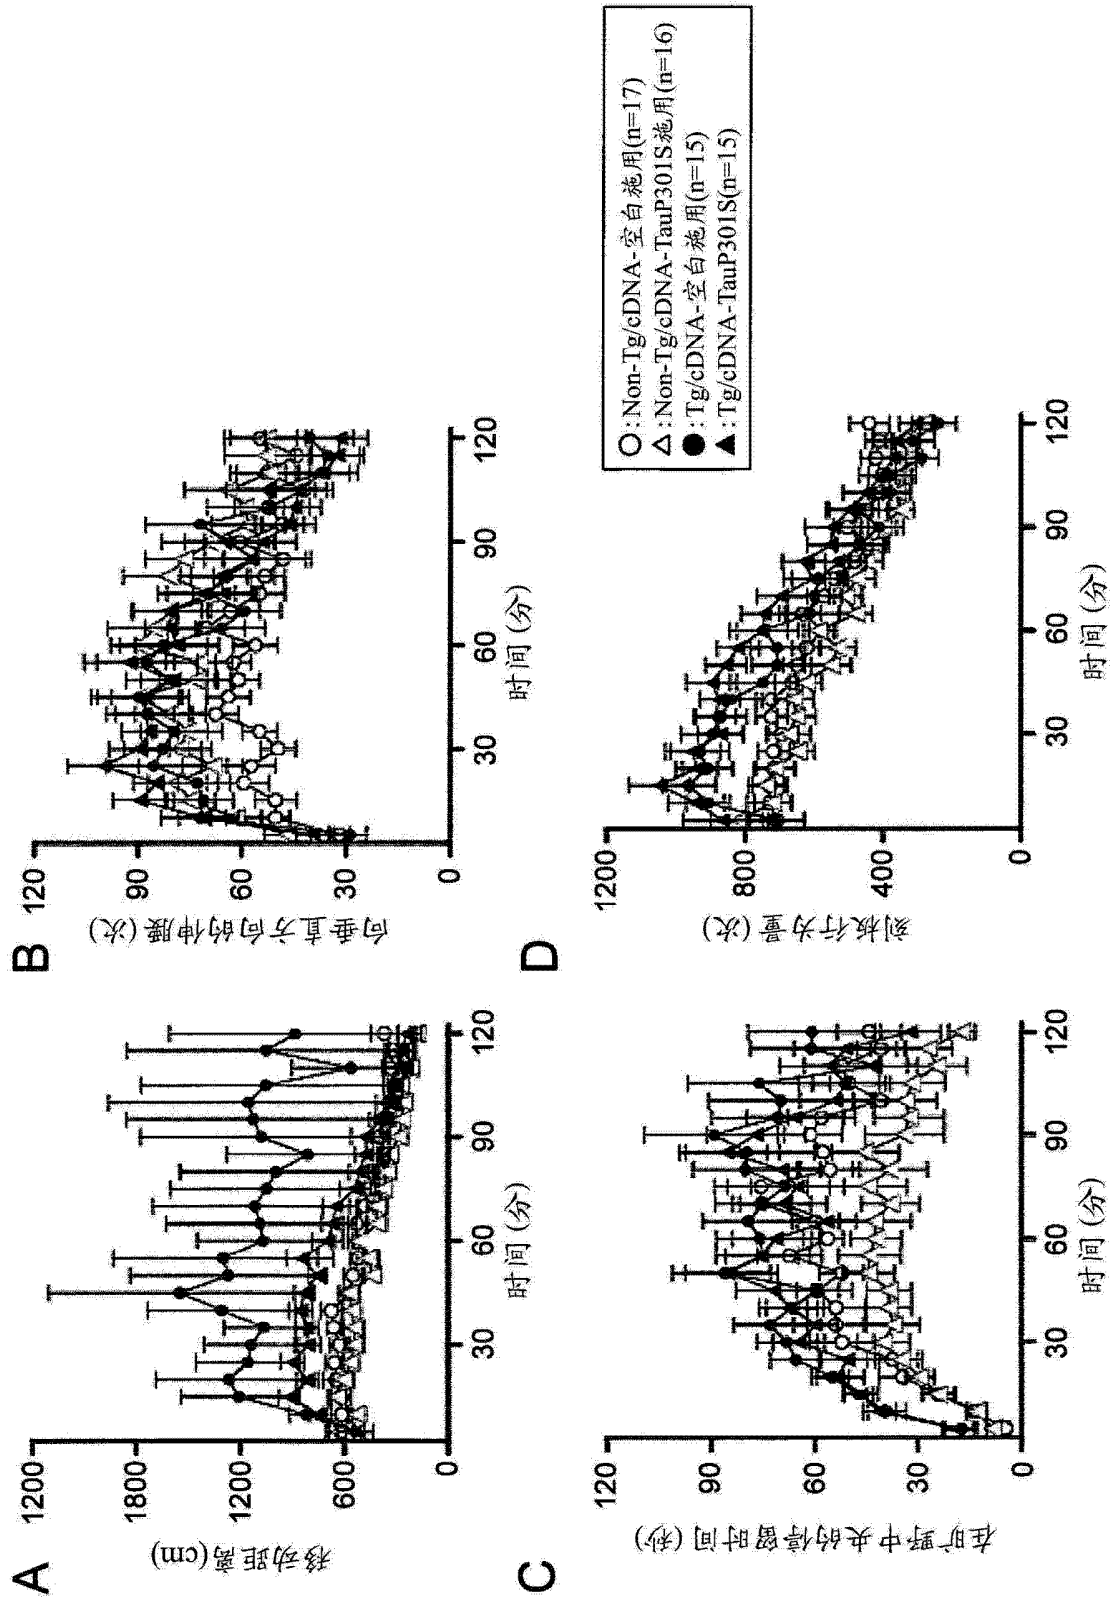 A
移动距离(cm)
1200
1800
1200
600
0
30
60
90
120
时间 (分)
B
向垂直方向的伸腰 (次)
120
90
60
30
0
30
60
90
120
时间 (分)
C
在旷野中央的停留时间 (秒)
120
90
60
30
0
30
60
90
120
时间 (分)
D
刻板行为量 (次)
1200
800
400
0
30
60
90
120
时间 (分)
○: Non-Tg/cDNA-空白施用(n=17)
△: Non-Tg/cDNA-TauP301S施用(n=16)
●: Tg/cDNA-空白施用(n=15)
▲: Tg/cDNA-TauP301S(n=15)